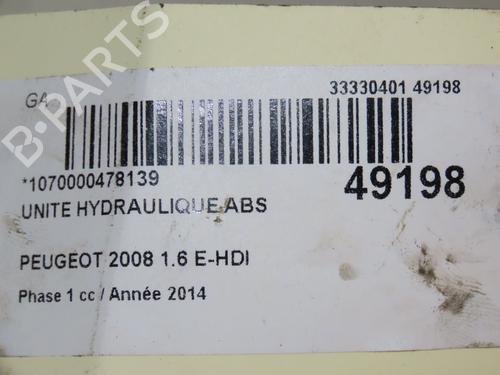 GA
33330401 49198
*1070000478139
49198
UNITE HYDRAULIQUE ABS
PEUGEOT 2008 1.6 E-HDI
Phase 1 cc / Année 2014
B-PARTS